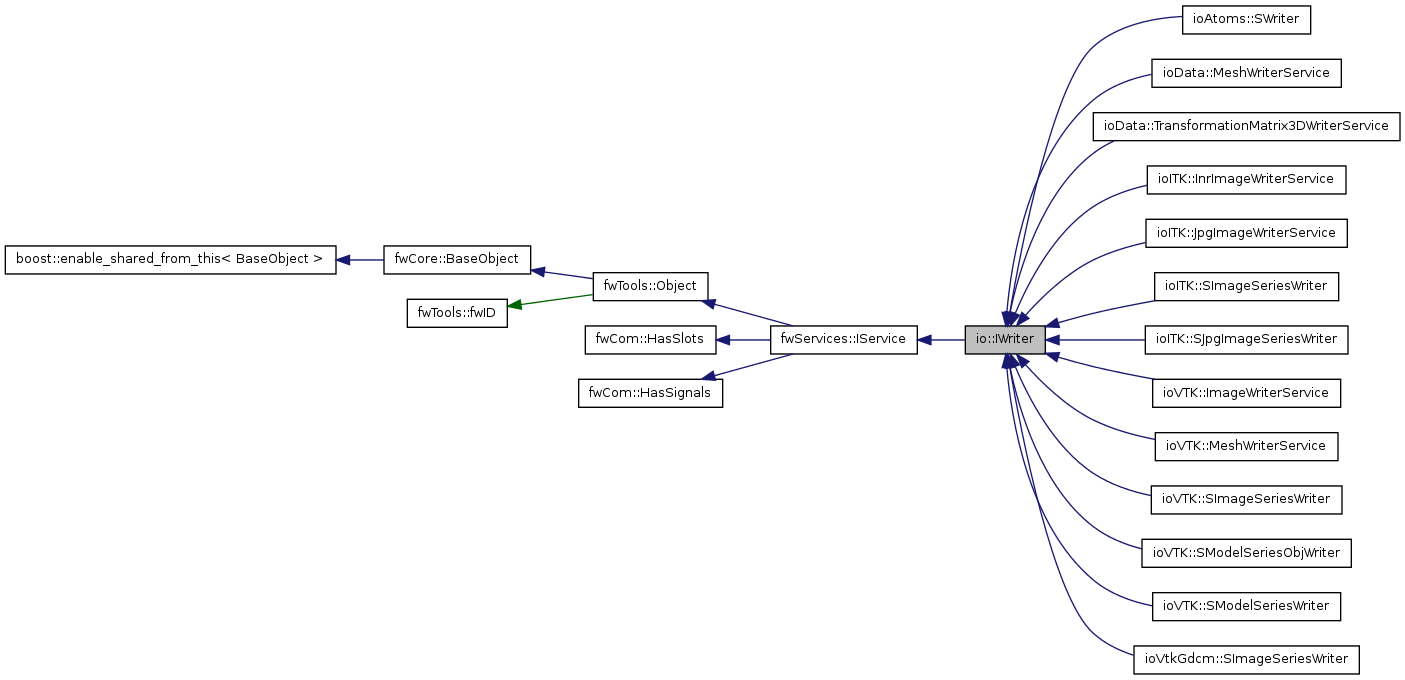 boost::enable_shared_from_this< BaseObject >
fwCore::BaseObject
fwTools::fwID
fwTools::Object
fwCom::HasSlots
fwCom::HasSignals
fwServices::IService
io::IWriter
ioAtoms::SWriter
ioData::MeshWriterService
ioData::TransformationMatrix3DWriterService
ioITK::InrImageWriterService
ioITK::JpgImageWriterService
ioITK::SImageSeriesWriter
ioITK::SJpgImageSeriesWriter
ioVTK::ImageWriterService
ioVTK::MeshWriterService
ioVTK::SImageSeriesWriter
ioVTK::SModelSeriesObjWriter
ioVTK::SModelSeriesWriter
ioVtkGdcm::SImageSeriesWriter